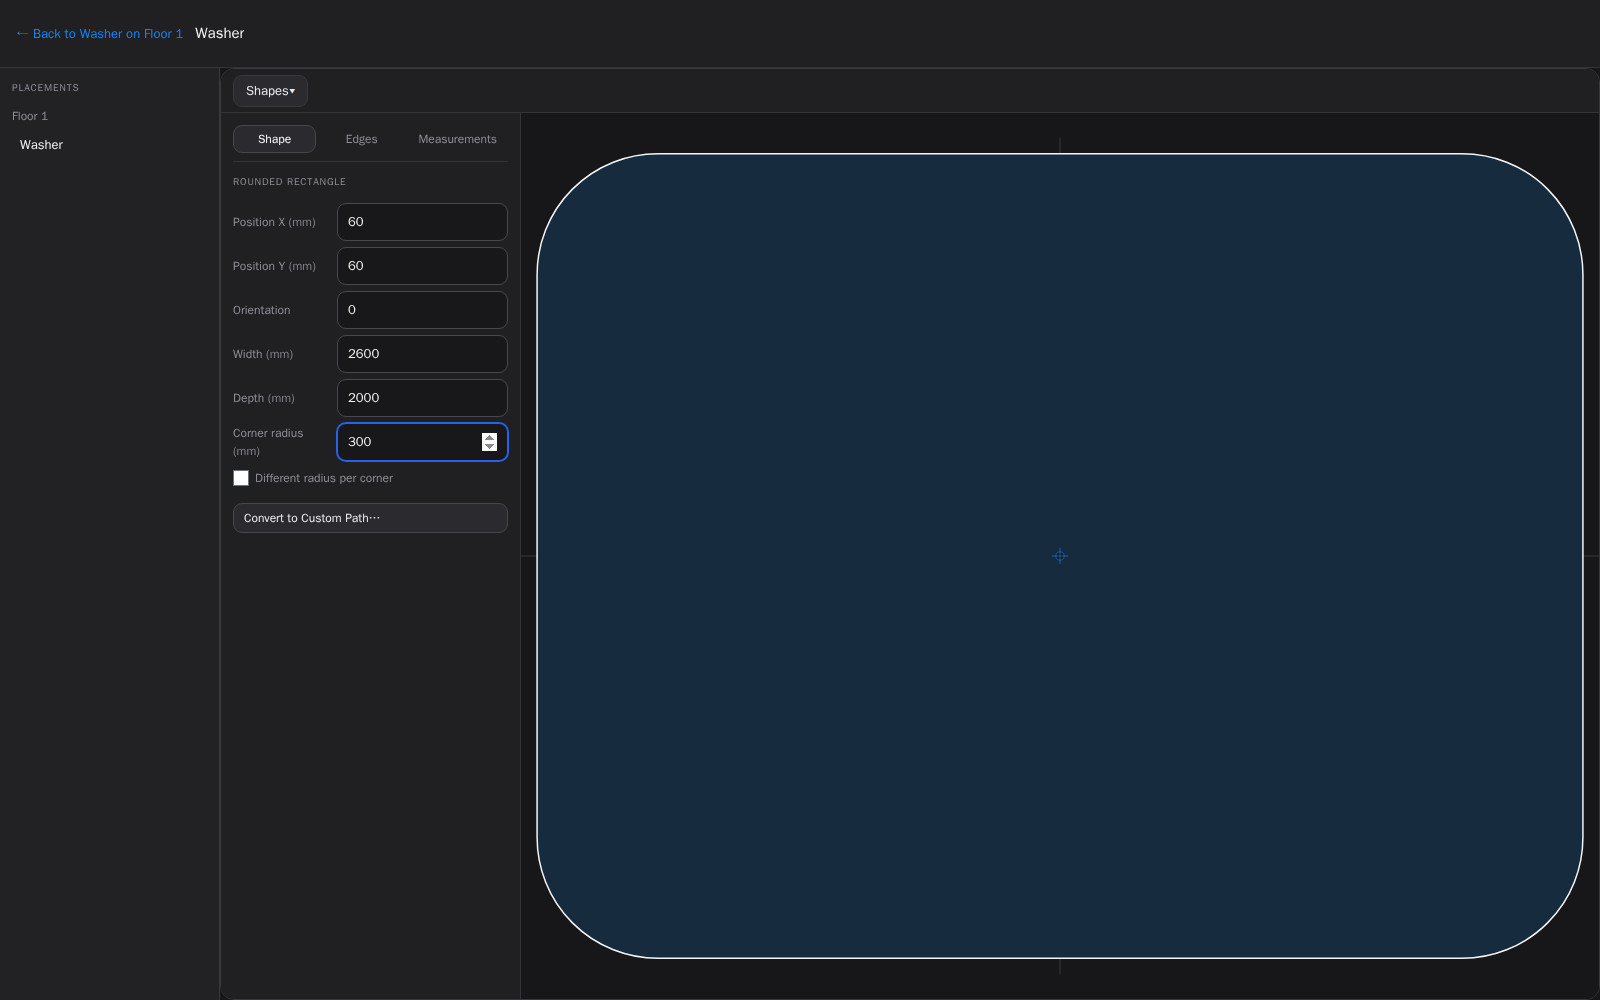 ← Back to Washer on Floor 1 Washer
PLACEMENTS
Floor 1
Washer
Shapes▾
Shape Edges Measurements
ROUNDED RECTANGLE
Position X (mm) 60
Position Y (mm) 60
Orientation 0
Width (mm) 2600
Depth (mm) 2000
Corner radius (mm) 300
Different radius per corner
Convert to Custom Path⋯